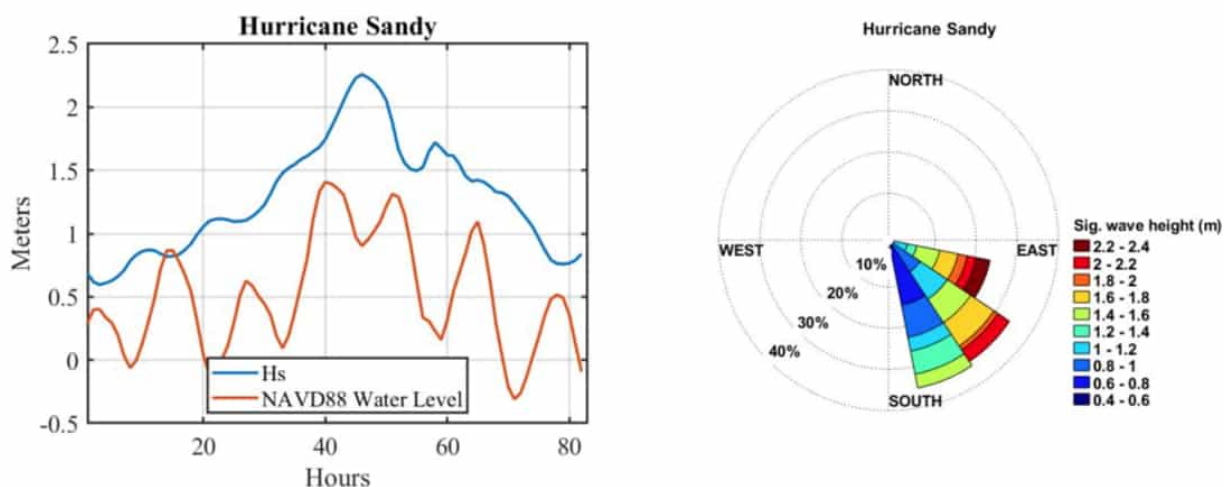 Hurricane Sandy
2.5
2
1.5
1
0.5
0
-0.5
Meters
20
40
60
80
Hours
Hs
NAVD88 Water Level
Hurricane Sandy
NORTH
WEST
EAST
SOUTH
10%
20%
30%
40%
Sig. wave height (m)
2.2 - 2.4
2 - 2.2
1.8 - 2
1.6 - 1.8
1.4 - 1.6
1.2 - 1.4
1 - 1.2
0.8 - 1
0.6 - 0.8
0.4 - 0.6